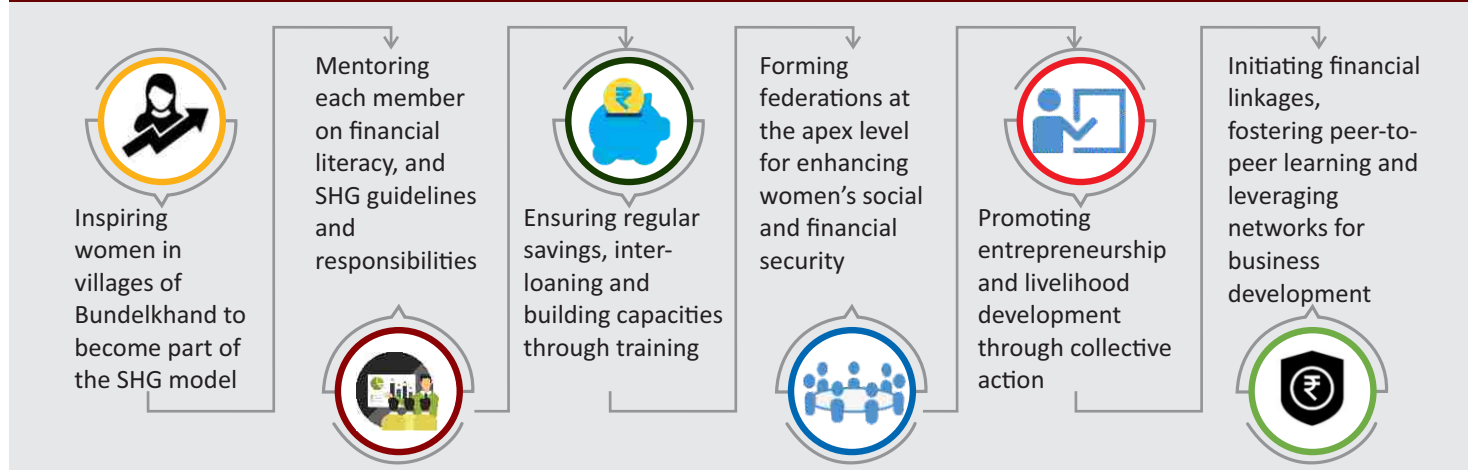 Inspiring
women in
villages of
Bundelkhand to
become part of
the SHG model
Mentoring
each member
on financial
literacy, and
SHG guidelines
and
responsibilities
Ensuring regular
savings, inter-
loaning and
building capacities
through training
Forming
federations at
the apex level
for enhancing
women’s social
and financial
security
Promoting
entrepreneurship
and livelihood
development
through collective
action
Initiating financial
linkages,
fostering peer-to-
peer learning and
leveraging
networks for
business
development
₹
₹